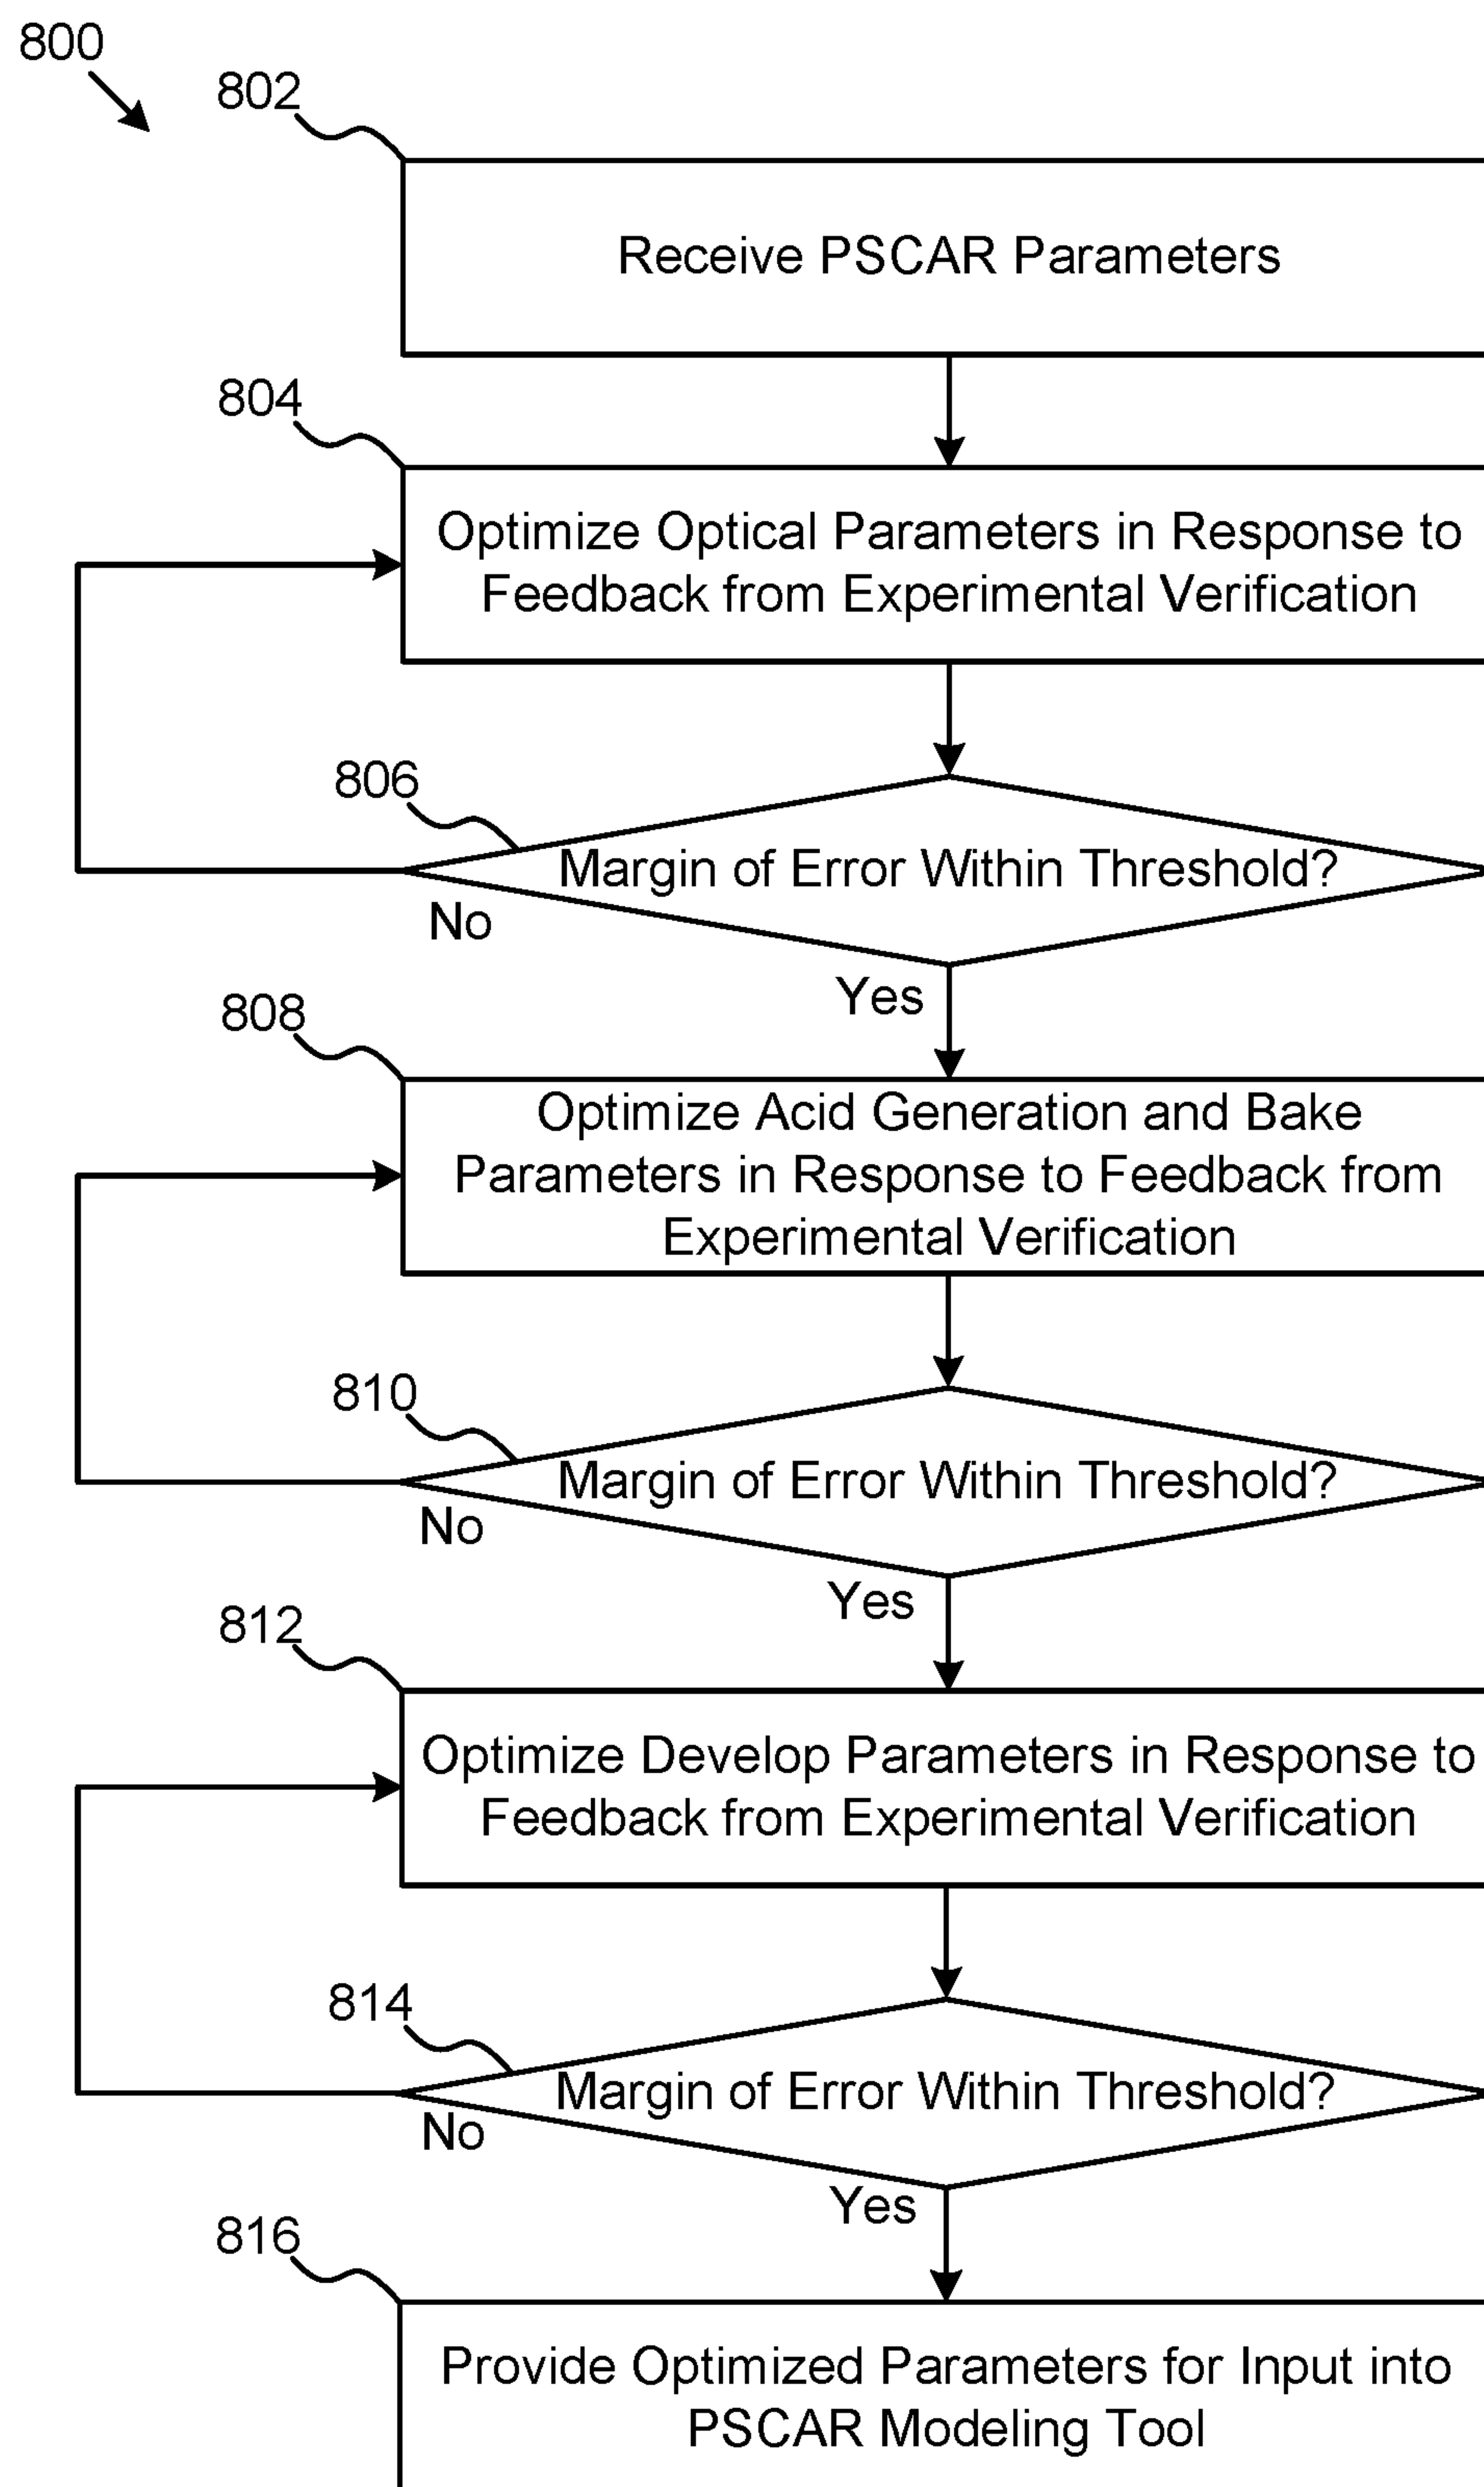 800
802
Receive PSCAR Parameters
804
Optimize Optical Parameters in Response to
Feedback from Experimental Verification
806
Margin of Error Within Threshold?
No
Yes
808
Optimize Acid Generation and Bake
Parameters in Response to Feedback from
Experimental Verification
810
Margin of Error Within Threshold?
No
Yes
812
Optimize Develop Parameters in Response to
Feedback from Experimental Verification
814
Margin of Error Within Threshold?
No
Yes
816
Provide Optimized Parameters for Input into
PSCAR Modeling Tool